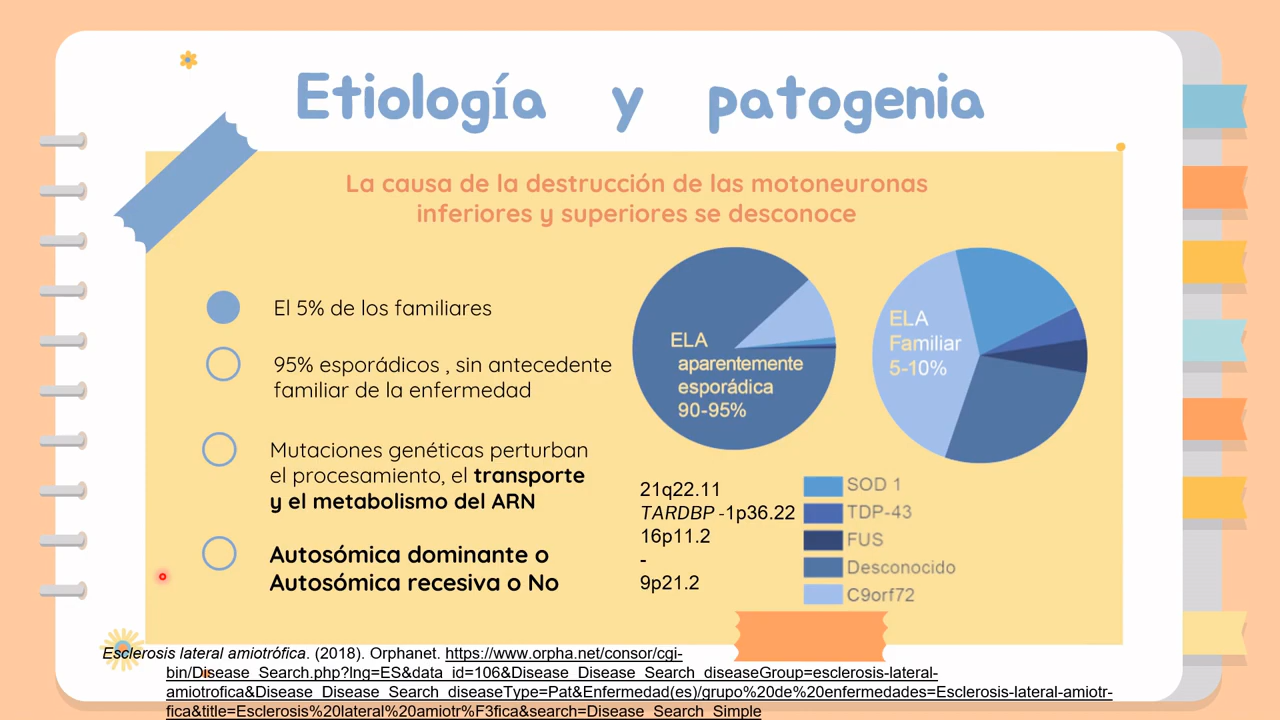 Etiología y patogenia
La causa de la destrucción de las motoneuronas
inferiores y superiores se desconoce
El 5% de los familiares
95% esporádicos , sin antecedente
familiar de la enfermedad
Mutaciones genéticas perturban
el procesamiento, el transporte
y el metabolismo del ARN
Autosómica dominante o
Autosómica recesiva o No
ELA
aparentemente
esporádica
90-95%
ELA
Familiar
5-10%
21q22.11
TARDBP -1p36.22
16p11.2
-
9p21.2
SOD 1
TDP-43
FUS
Desconocido
C9orf72
Esclerosis lateral amiotrófica. (2018). Orphanet. https://www.orpha.net/consor/cgi-
bin/Disease_Search.php?lng=ES&data_id=106&Disease_Disease_Search_diseaseGroup=esclerosis-lateral-
amiotrofica&Disease_Disease_Search_diseaseType=Pat&Enfermedad(es)/grupo%20de%20enfermedades=Esclerosis-lateral-amiotr-
fica&title=Esclerosis%20lateral%20amiotr%F3fica&search=Disease_Search_Simple